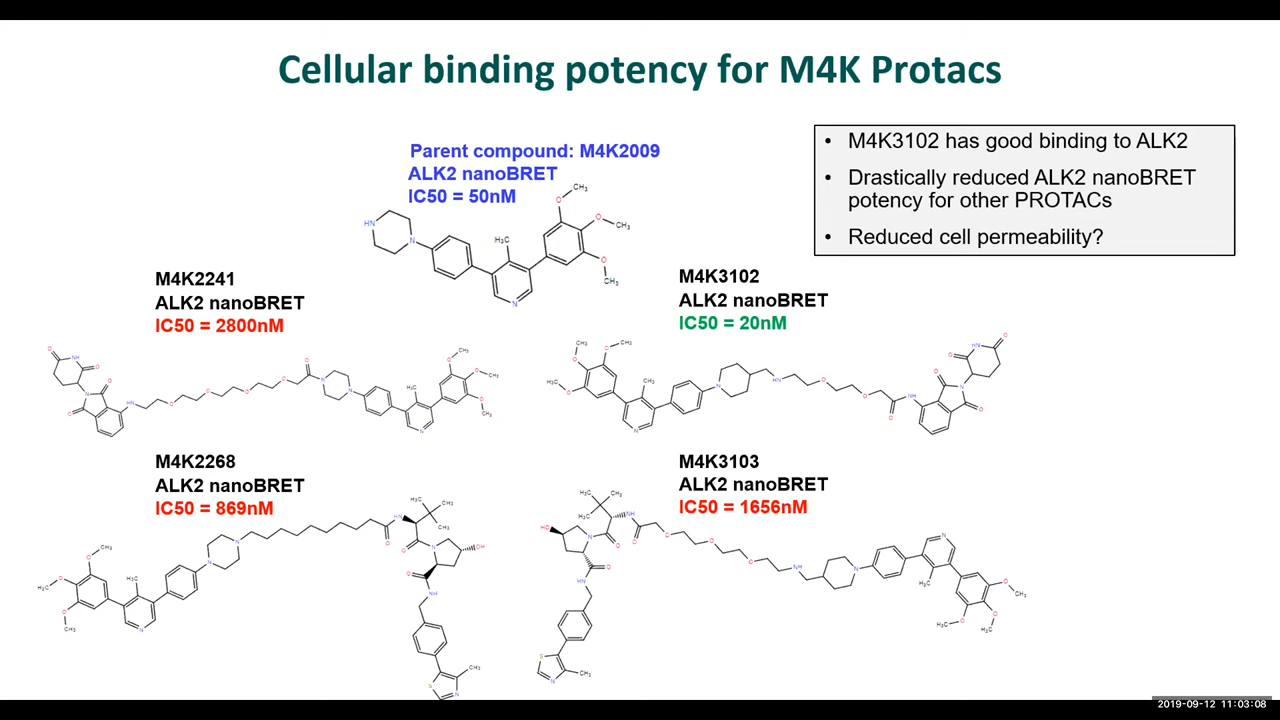 Cellular binding potency for M4K Protacs
Parent compound: M4K2009
ALK2 nanoBRET
IC50 = 50nM
• M4K3102 has good binding to ALK2
• Drastically reduced ALK2 nanoBRET
potency for other PROTACs
• Reduced cell permeability?
M4K2241
ALK2 nanoBRET
IC50 = 2800nM
M4K3102
ALK2 nanoBRET
IC50 = 20nM
M4K2268
ALK2 nanoBRET
IC50 = 869nM
M4K3103
ALK2 nanoBRET
IC50 = 1656nM
2019-09-12 11:03:08